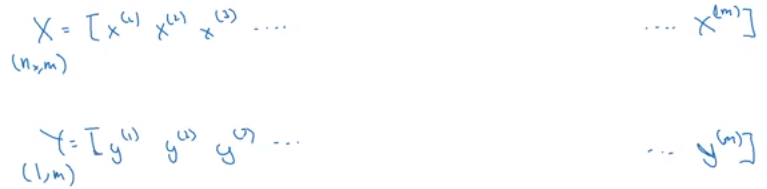 X = [ x^(1) x^(2) x^(3) .... .... x^(m) ]
(n_x,m)
Y = [ y^(1) y^(2) y^(3) ... ... y^(m) ]
(1,m)